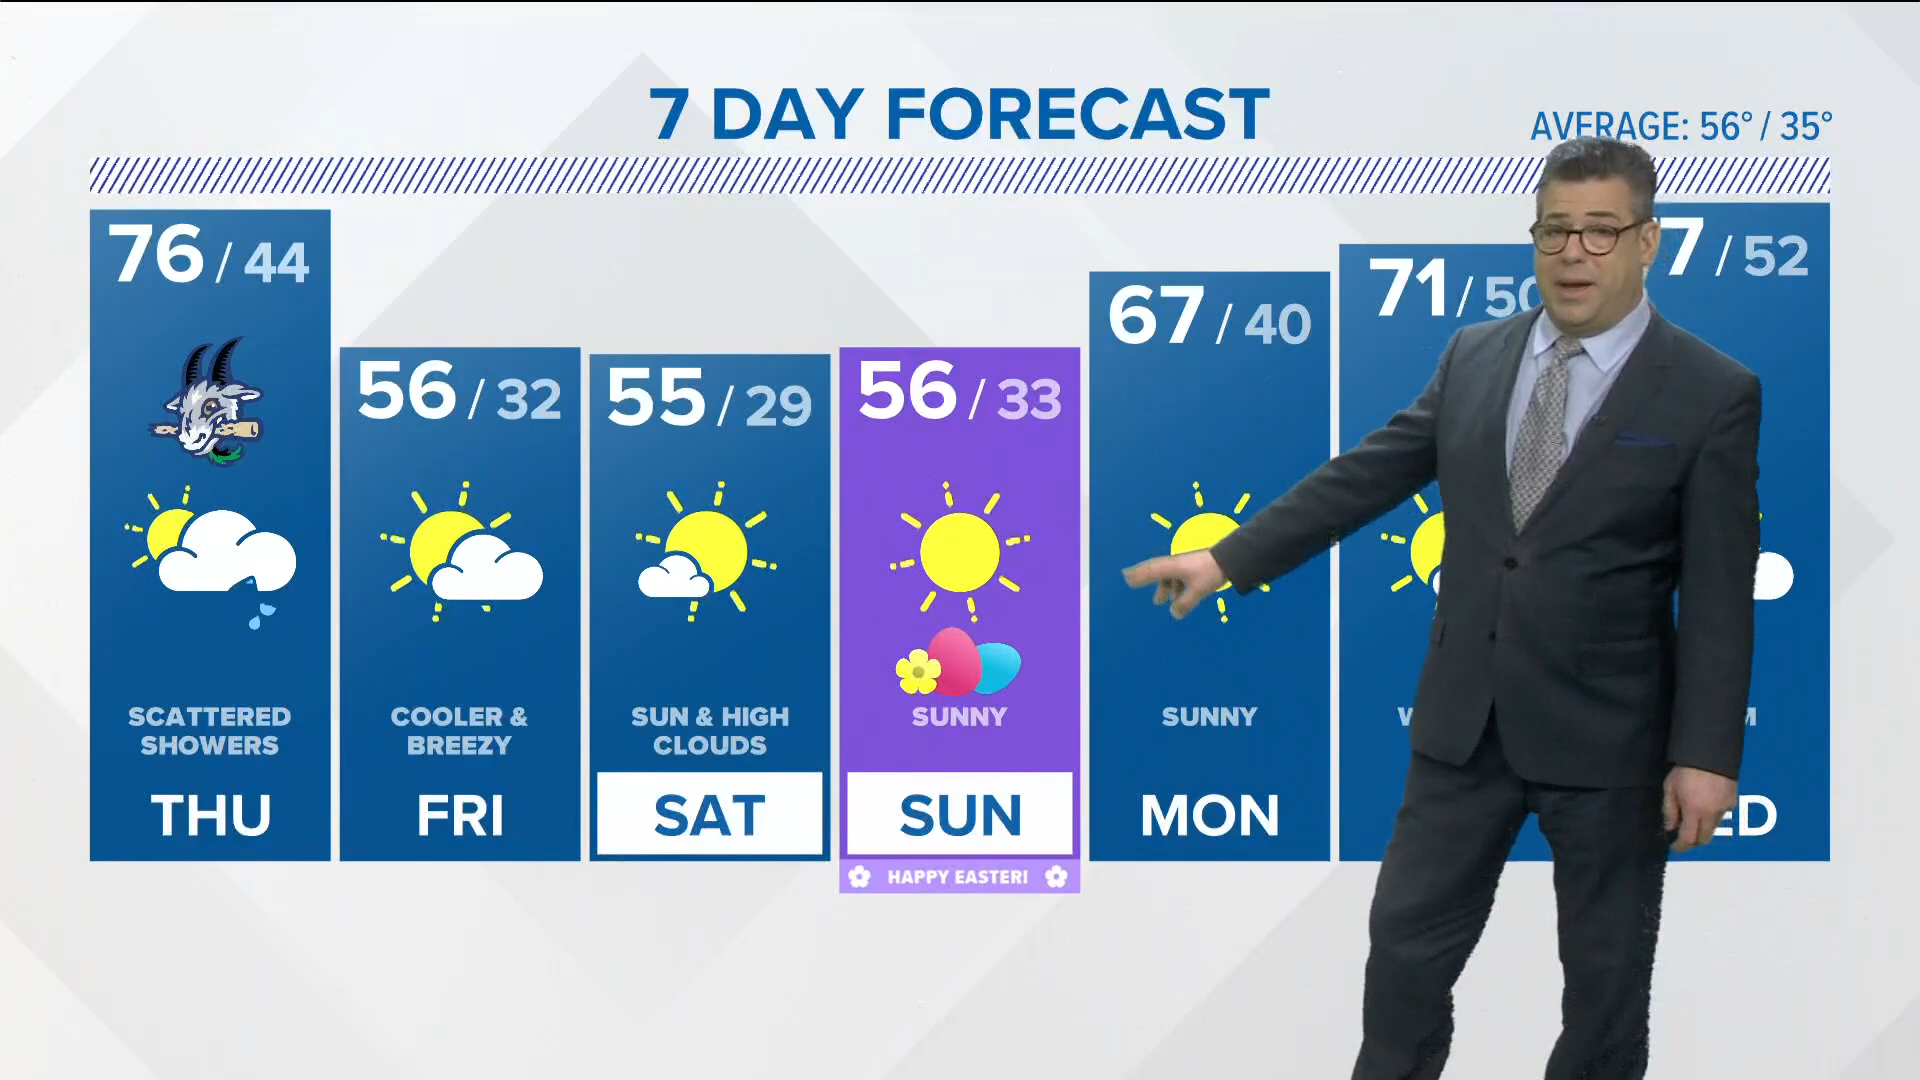 7 DAY FORECAST
AVERAGE: 56° / 35°
76 / 44
SCATTERED
SHOWERS
THU
56 / 32
COOLER &
BREEZY
FRI
55 / 29
SUN & HIGH
CLOUDS
SAT
56 / 33
SUNNY
SUN
HAPPY EASTER!
67 / 40
SUNNY
MON
71 / 50
7 / 52
ED